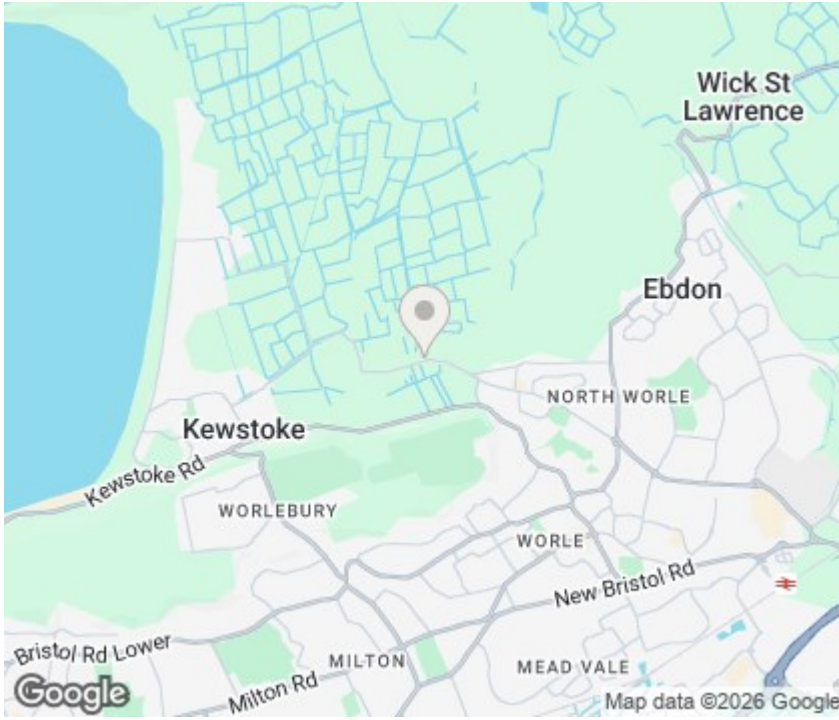 Wick St
Lawrence
Ebdon
NORTH WORLE
Kewstoke
Kewstoke Rd
WORLEBURY
WORLE
New Bristol Rd
Bristol Rd Lower
MILTON
MEAD VALE
Milton Rd
Google
Map data ©2026 Google